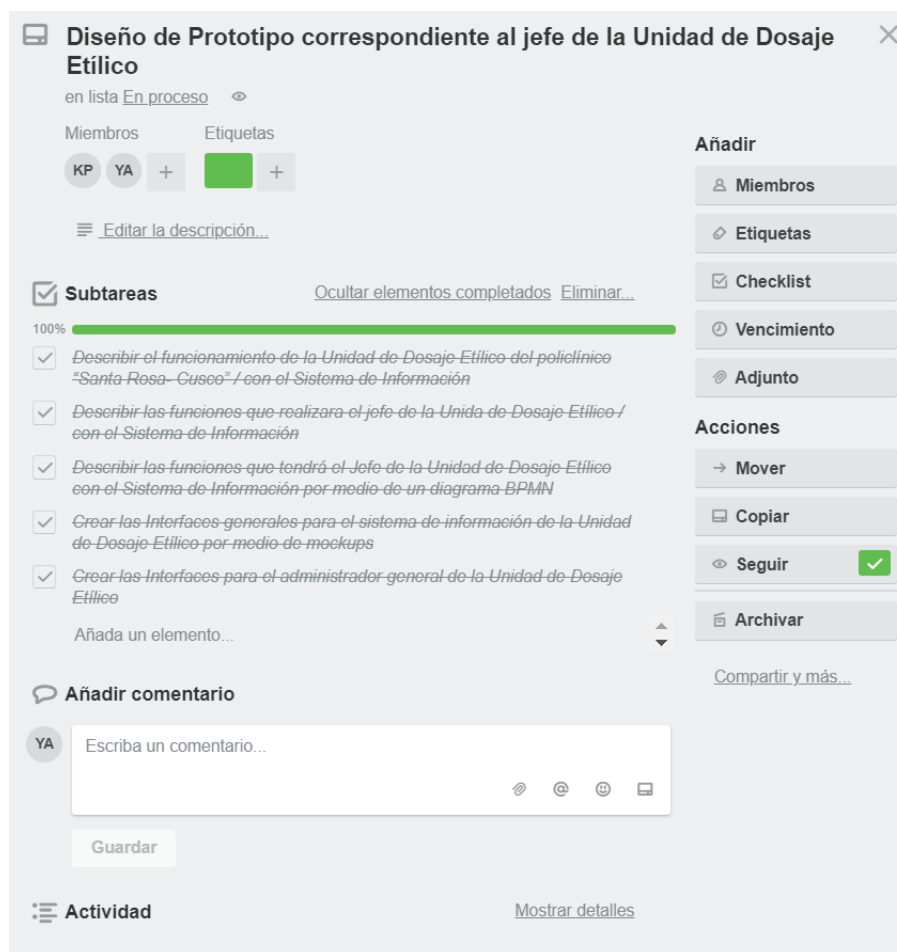 Diseño de Prototipo correspondiente al jefe de la Unidad de Dosaje
Etílico
en lista En proceso
Miembros
Etiquetas
KP YA +
+
Editar la descripción...
Subtareas
Ocultar elementos completados Eliminar...
100%
Describir el funcionamiento de la Unidad de Dosaje Etílico del policlínico
“Santa Rosa- Cusco” / con el Sistema de Información
Describir las funciones que realizara el jefe de la Unida de Dosaje Etílico /
con el Sistema de Información
Describir las funciones que tendrá el Jefe de la Unidad de Dosaje Etílico
con el Sistema de Información por medio de un diagrama BPMN
Crear las Interfaces generales para el sistema de información de la Unidad
de Dosaje Etílico por medio de mockups
Crear las Interfaces para el administrador general de la Unidad de Dosaje
Etílico
Añada un elemento...
Añadir comentario
YA
Escriba un comentario...
@
Guardar
Actividad
Mostrar detalles
Añadir
Miembros
Etiquetas
Checklist
Vencimiento
Adjunto
Acciones
Mover
Copiar
Seguir
Archivar
Compartir y más...